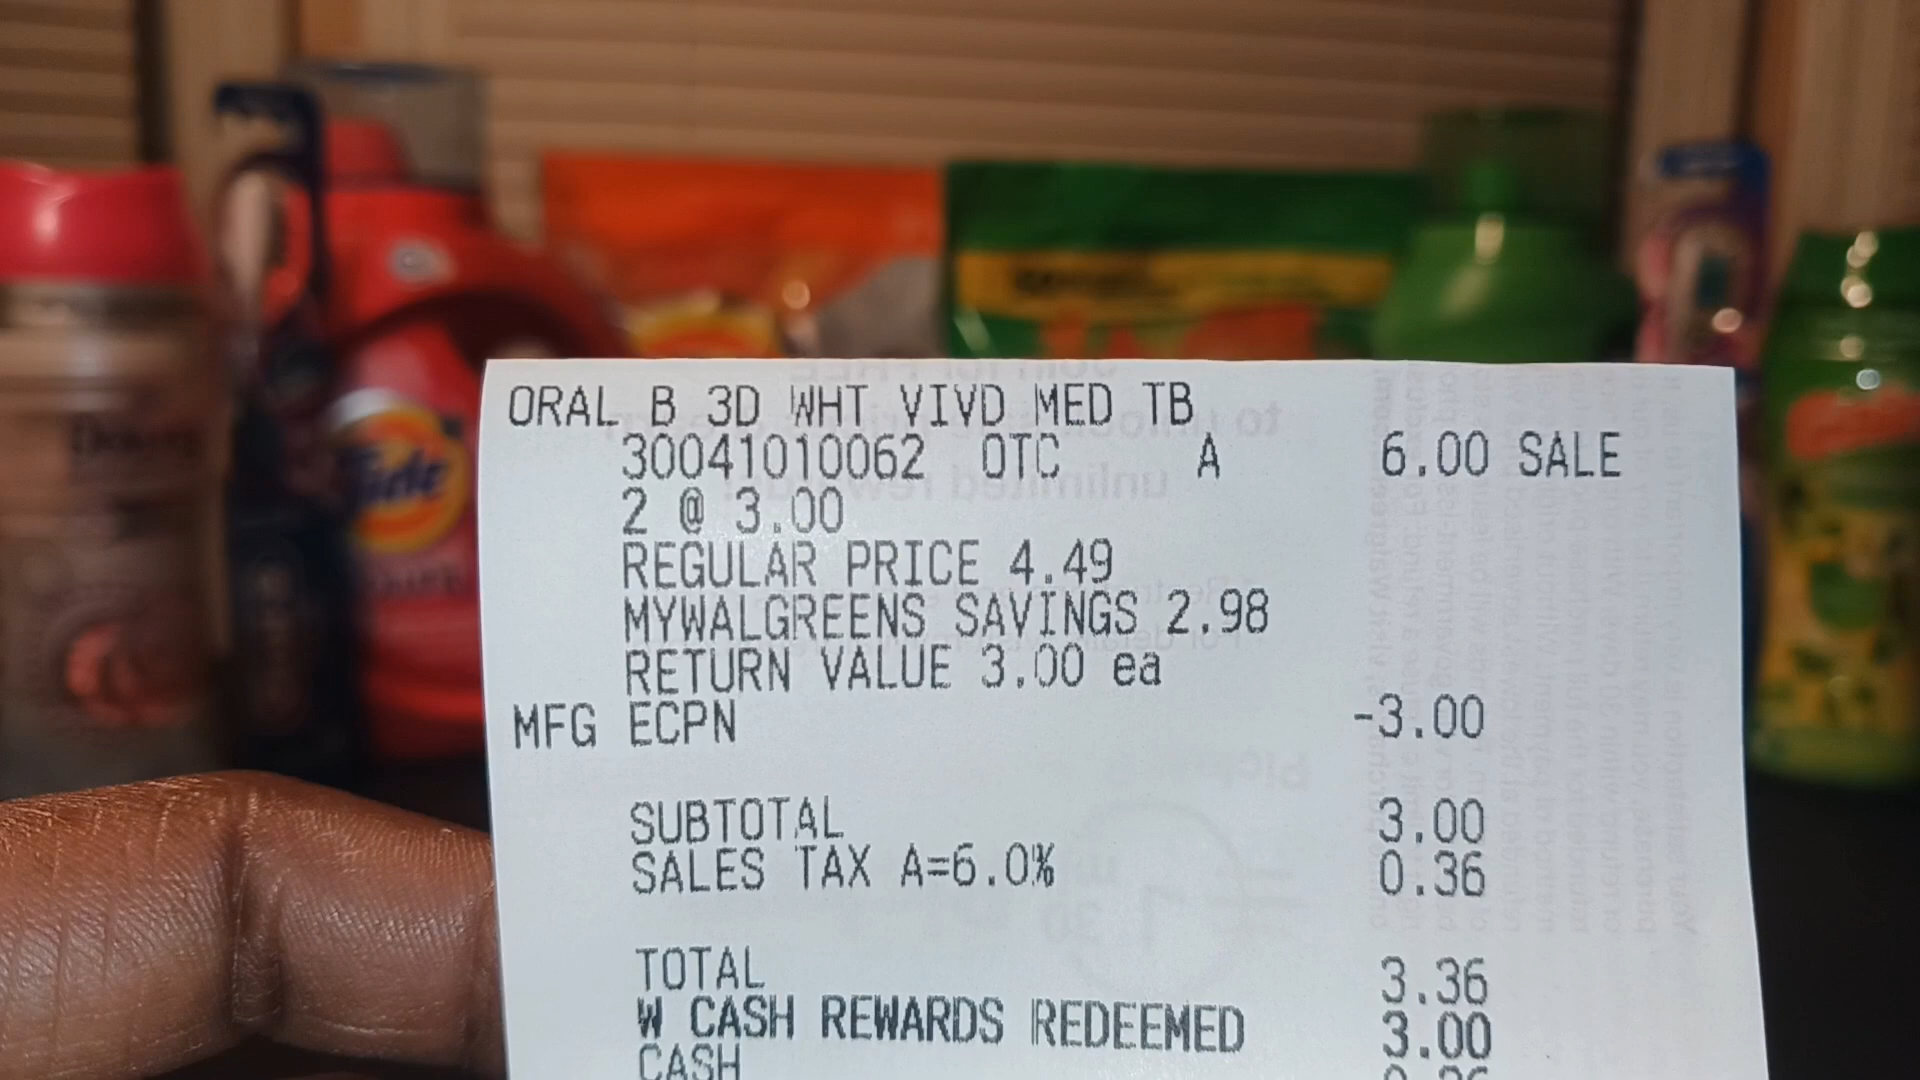 ORAL B 3D WHT VIVD MED TB
30041010062 OTC A 6.00 SALE
2 @ 3.00
REGULAR PRICE 4.49
MYWALGREENS SAVINGS 2.98
RETURN VALUE 3.00 ea
MFG ECPN -3.00
SUBTOTAL 3.00
SALES TAX A=6.0% 0.36
TOTAL 3.36
W CASH REWARDS REDEEMED 3.00
CASH
Tide